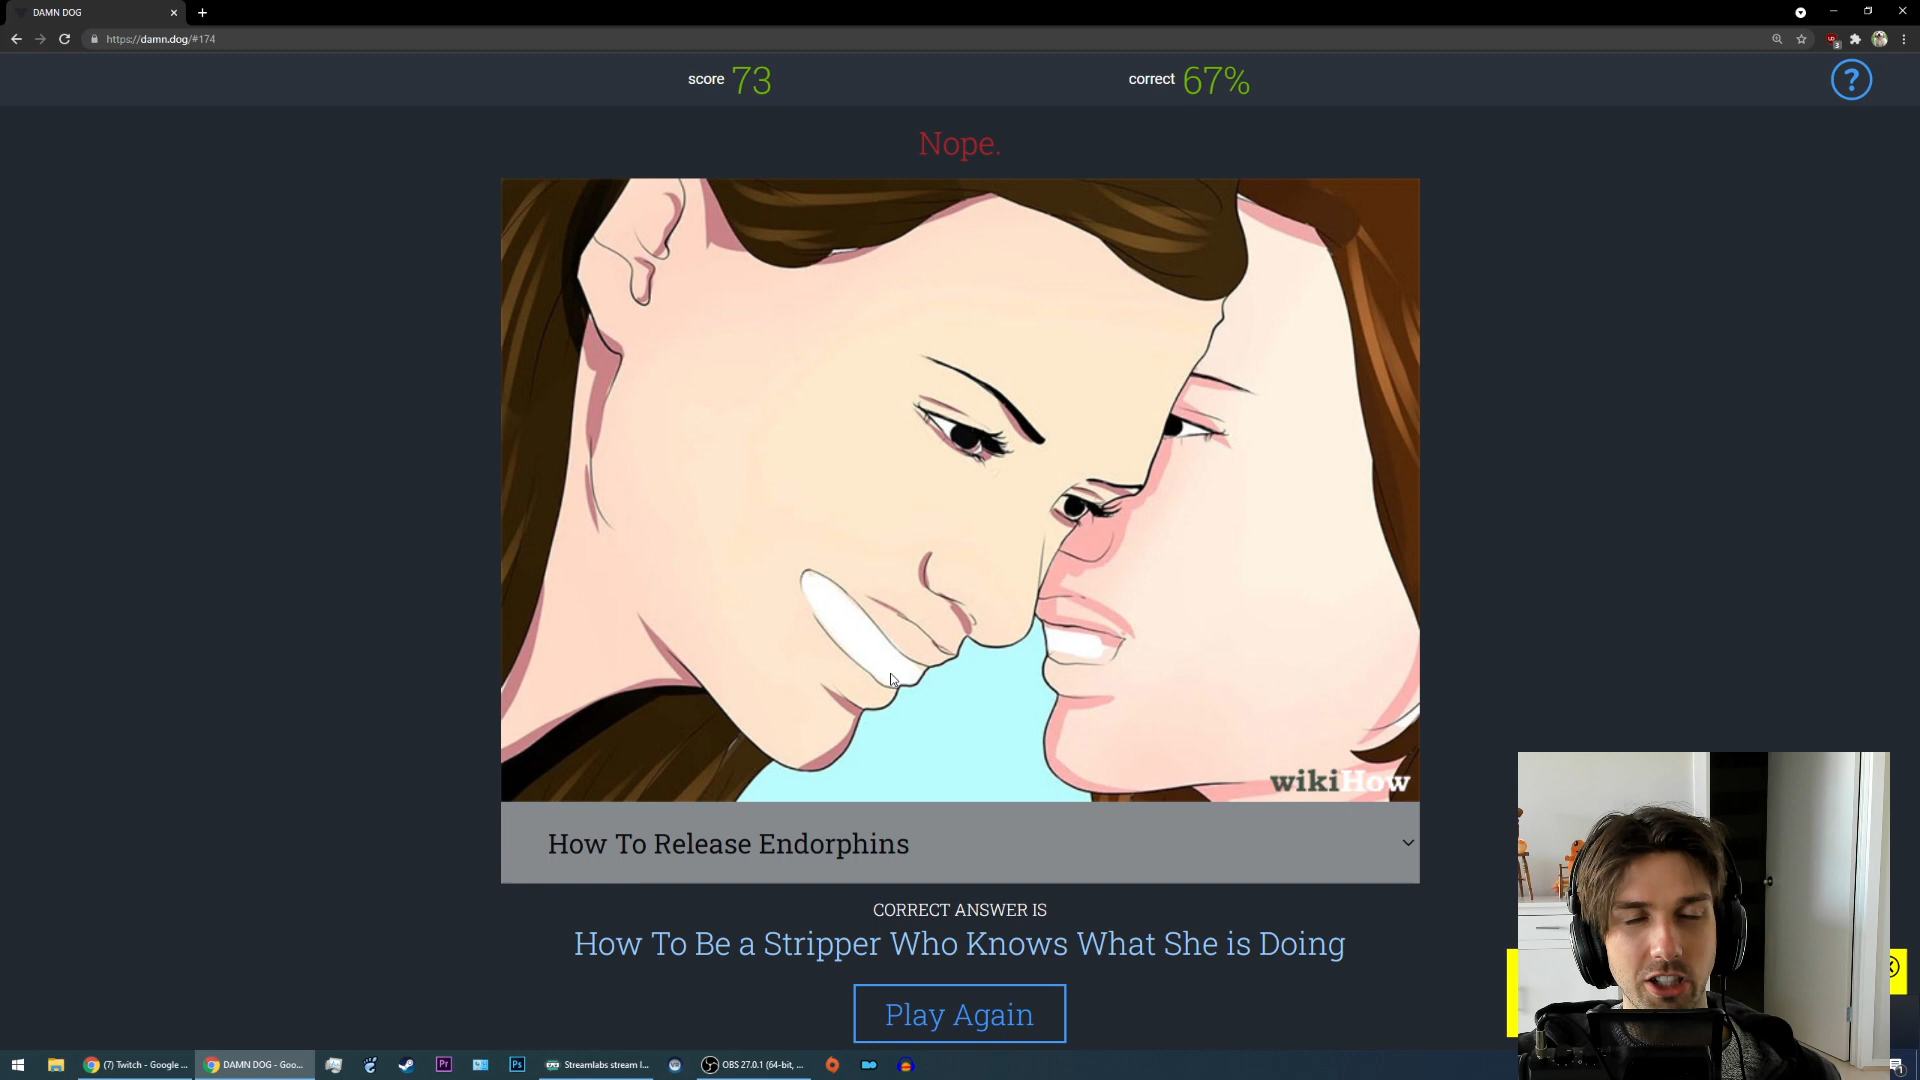 DAMN DOG
https://damn.dog/#174
score 73
correct 67%
?
Nope.
wikiHow
How To Release Endorphins
CORRECT ANSWER IS
How To Be a Stripper Who Knows What She is Doing
Play Again
(7) Twitch - Google ...
DAMN DOG - Goo...
Pr
Ps
Streamlabs stream l...
OBS 27.0.1 (64-bit, ...